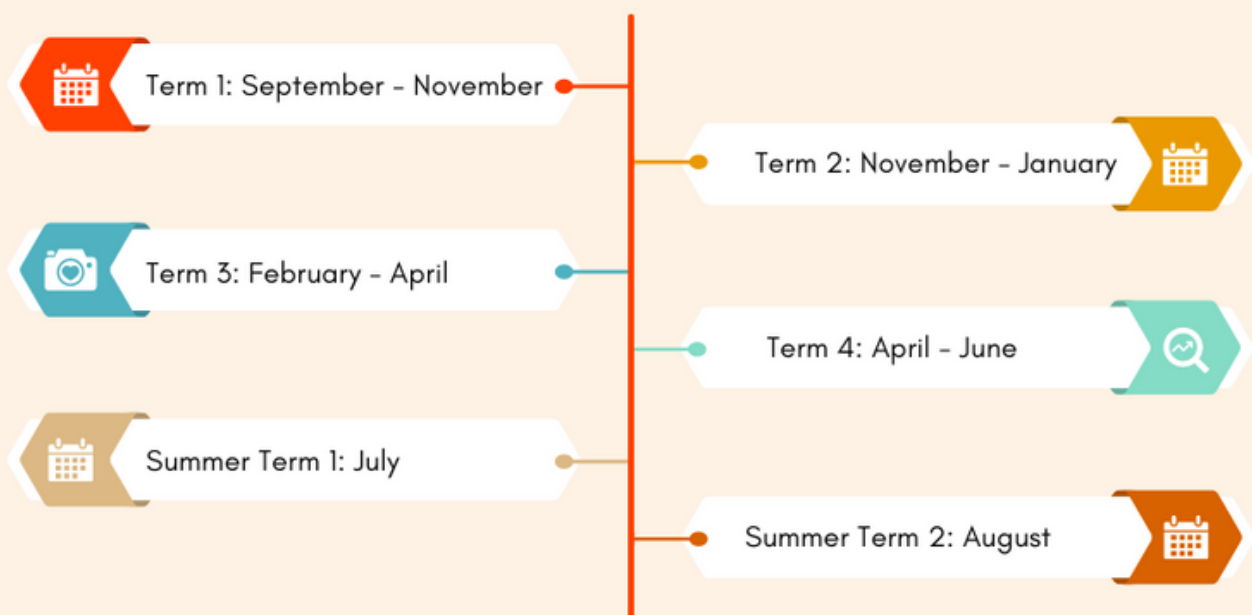 Term 1: September - November
Term 2: November - January
Term 3: February - April
Term 4: April - June
Summer Term 1: July
Summer Term 2: August